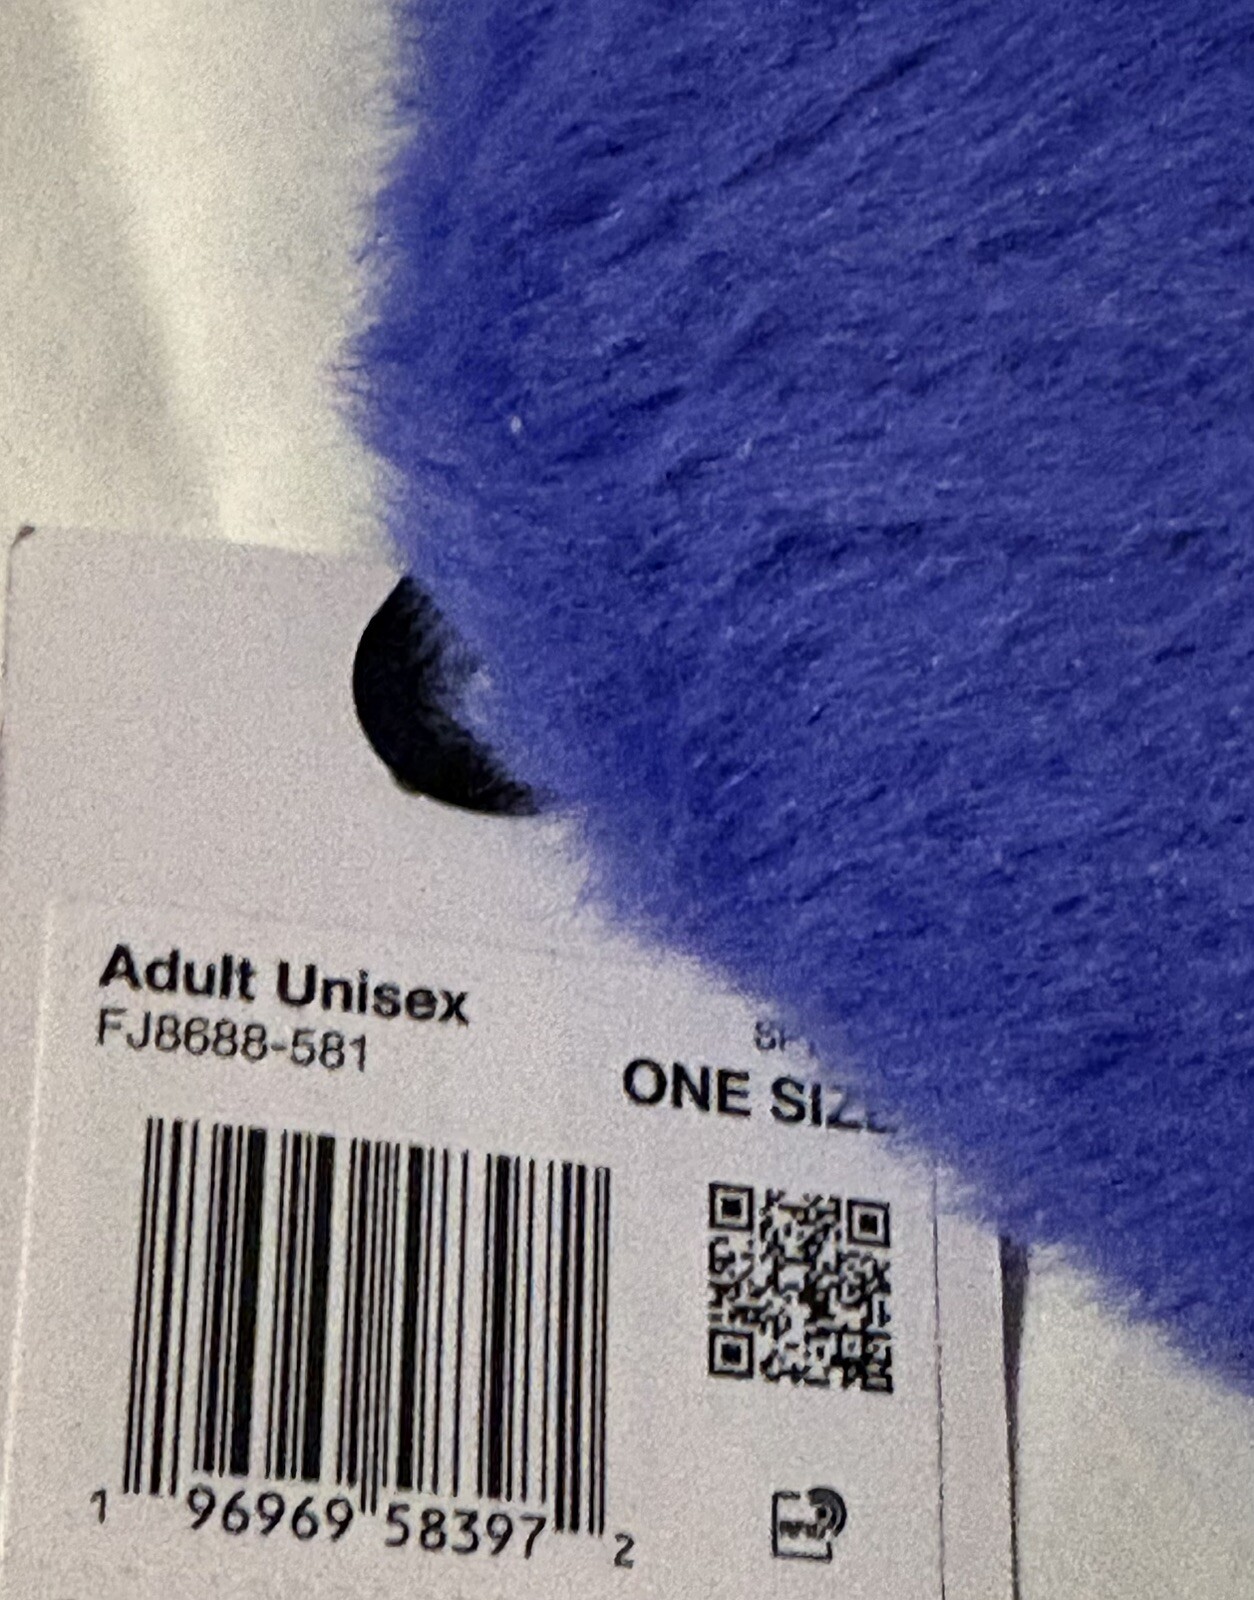 Adult Unisex
FJ8688-581
ONE SIZE
1 96969 58397 2